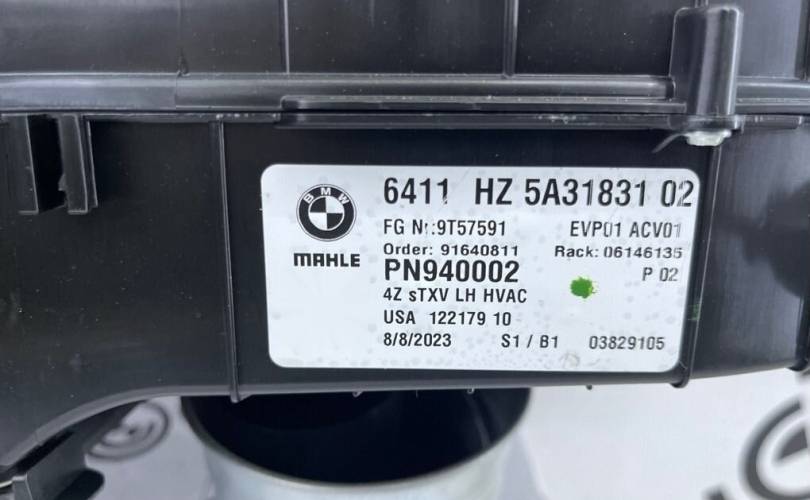 6411 HZ 5A31831 02
BMW
FG Nr:9T57591 EVP01 ACV01
Order: 91640811 Rack: 06146135
MAHLE
PN940002 P 02
4Z sTXV LH HVAC
USA 122179 10
8/8/2023 S1 / B1 03829105